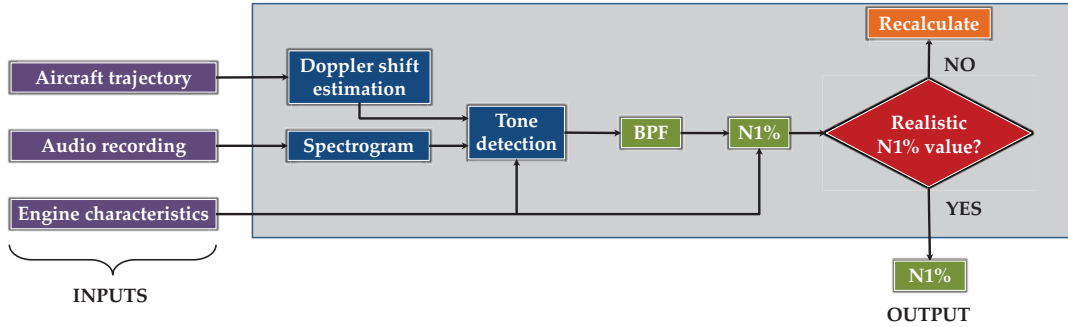 Recalculate
Aircraft trajectory
Doppler shift
estimation
NO
Tone
detection
Audio recording
Spectrogram
BPF
N1%
Realistic
N1% value?
Engine characteristics
YES
INPUTS
N1%
OUTPUT